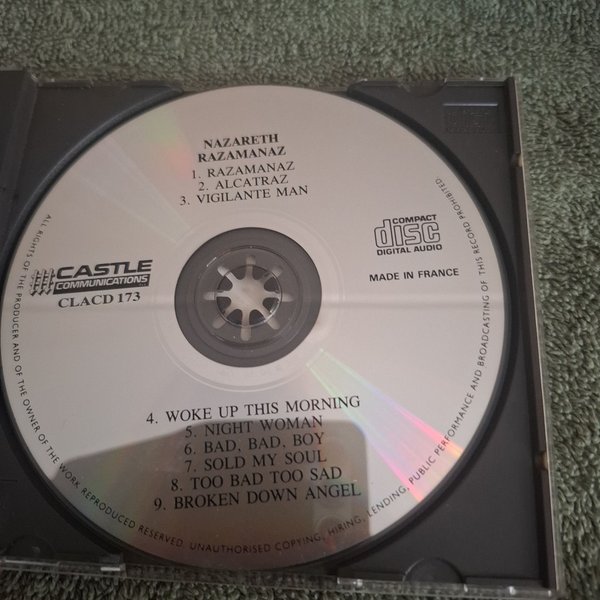 NAZARETH
RAZAMANAZ
1. RAZAMANAZ
2. ALCATRAZ
3. VIGILANTE MAN
CASTLE
COMMUNICATIONS
CLACD 173
COMPACT
disc
DIGITAL AUDIO
MADE IN FRANCE
4. WOKE UP THIS MORNING
5. NIGHT WOMAN
6. BAD, BAD, BOY
7. SOLD MY SOUL
8. TOO BAD TOO SAD
9. BROKEN DOWN ANGEL
ALL RIGHTS OF THE PRODUCER AND OF THE OWNER OF THE WORK REPRODUCED RESERVED. UNAUTHORISED COPYING, HIRING, LENDING, PUBLIC PERFORMANCE AND BROADCASTING OF THIS RECORD PROHIBITED.